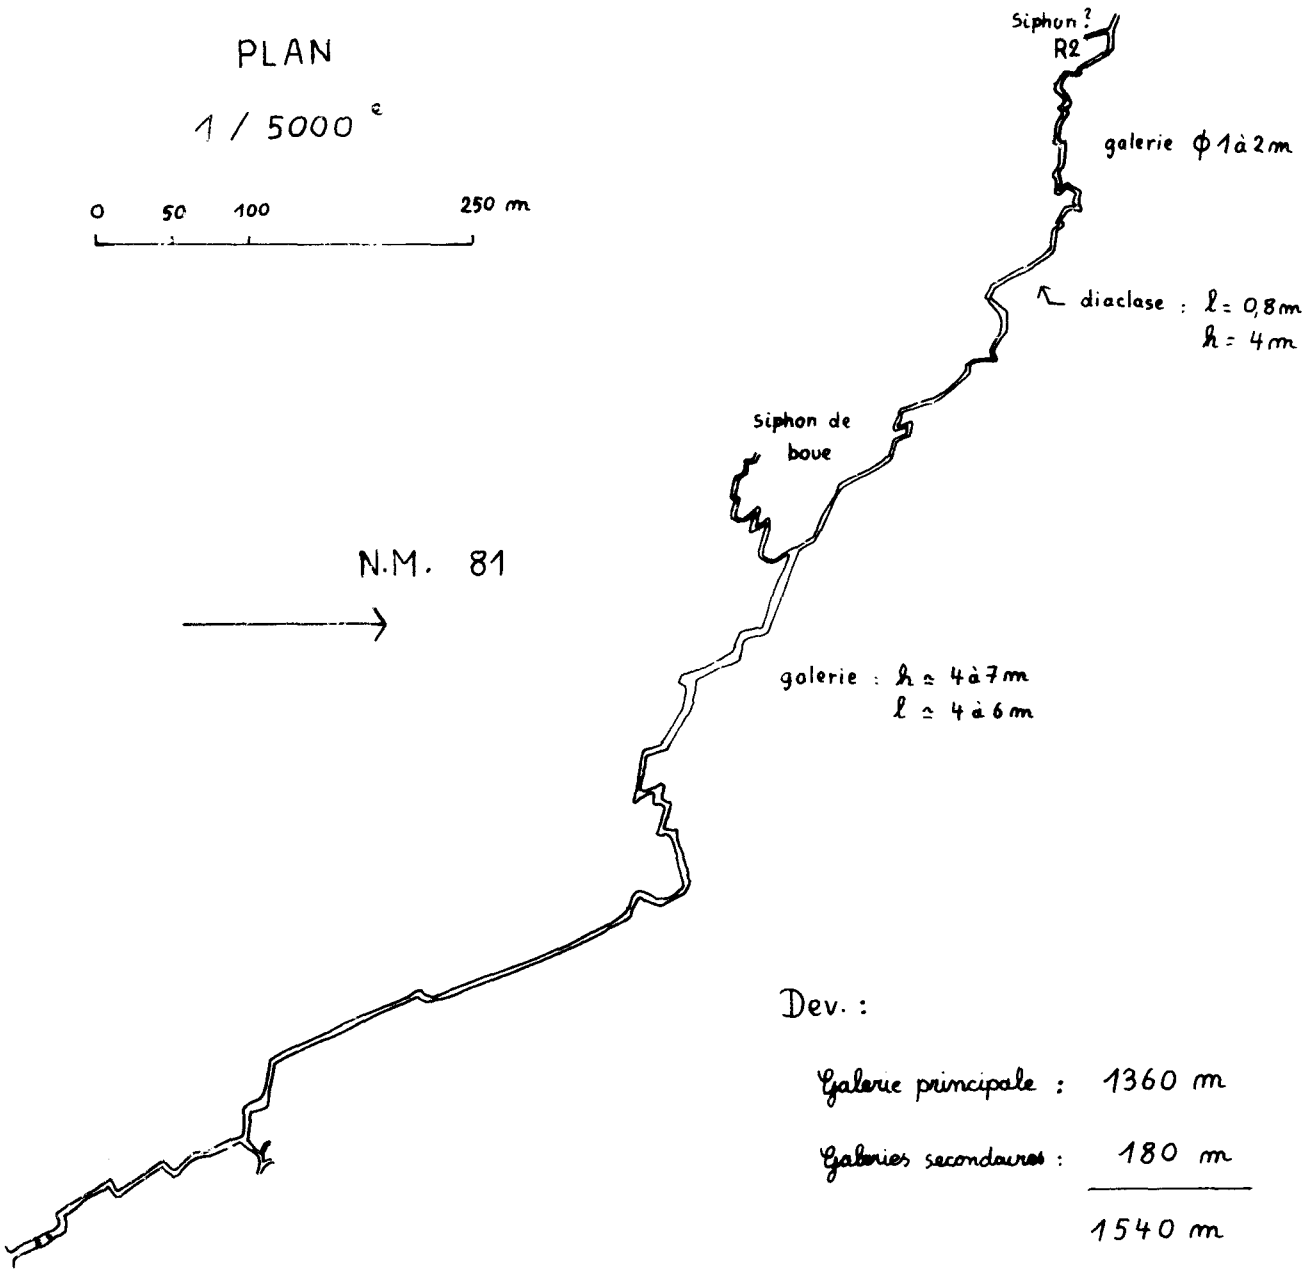 PLAN
1 / 5000 e
0 50 100 250 m
Siphon ?
R2
galerie ϕ 1 à 2 m
diaclase : l = 0,8 m
h = 4 m
Siphon de
boue
N.M. 81
galerie : h ≃ 4 à 7 m
l ≃ 4 à 6 m
Dev. :
Galerie principale : 1360 m
Galeries secondaires : 180 m
1540 m